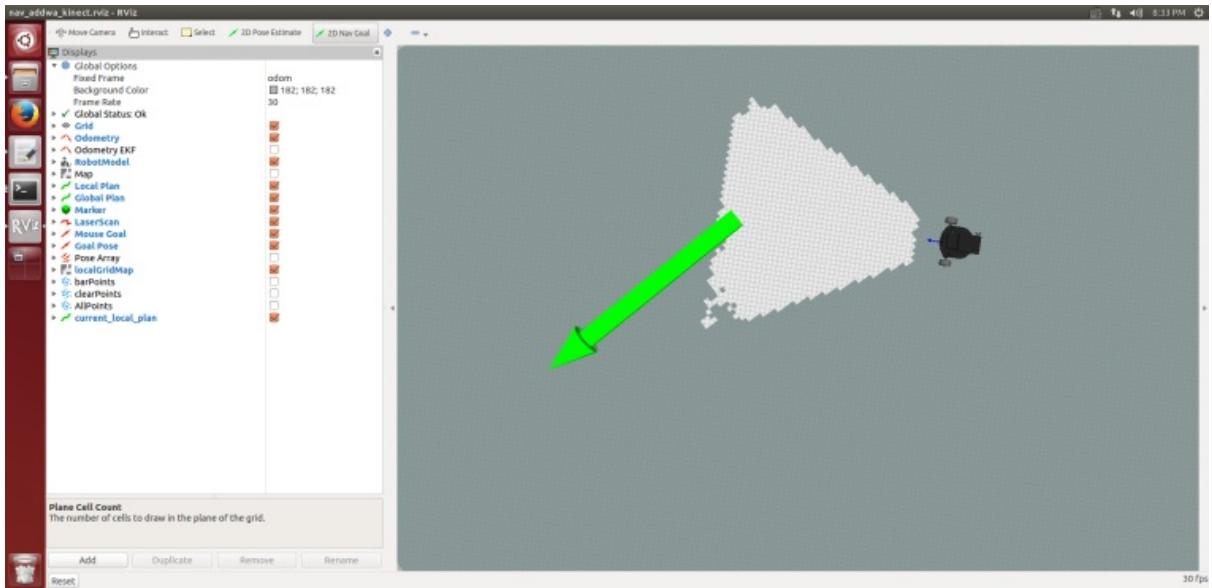 nav_addwa_kinect.rviz - RViz
8:33 PM
Move Camera Interact Select 2D Pose Estimate 2D Nav Goal
Displays
Global Options
Fixed Frame odom
Background Color 182; 182; 182
Frame Rate 30
Global Status: Ok
Grid
Odometry
Odometry EKF
RobotModel
Map
Local Plan
Global Plan
Marker
LaserScan
Mouse Goal
Goal Pose
Pose Array
localGridMap
barPoints
clearPoints
AllPoints
current_local_plan
RViz
Plane Cell Count
The number of cells to draw in the plane of the grid.
Add Duplicate Remove Rename
Reset
30 fps